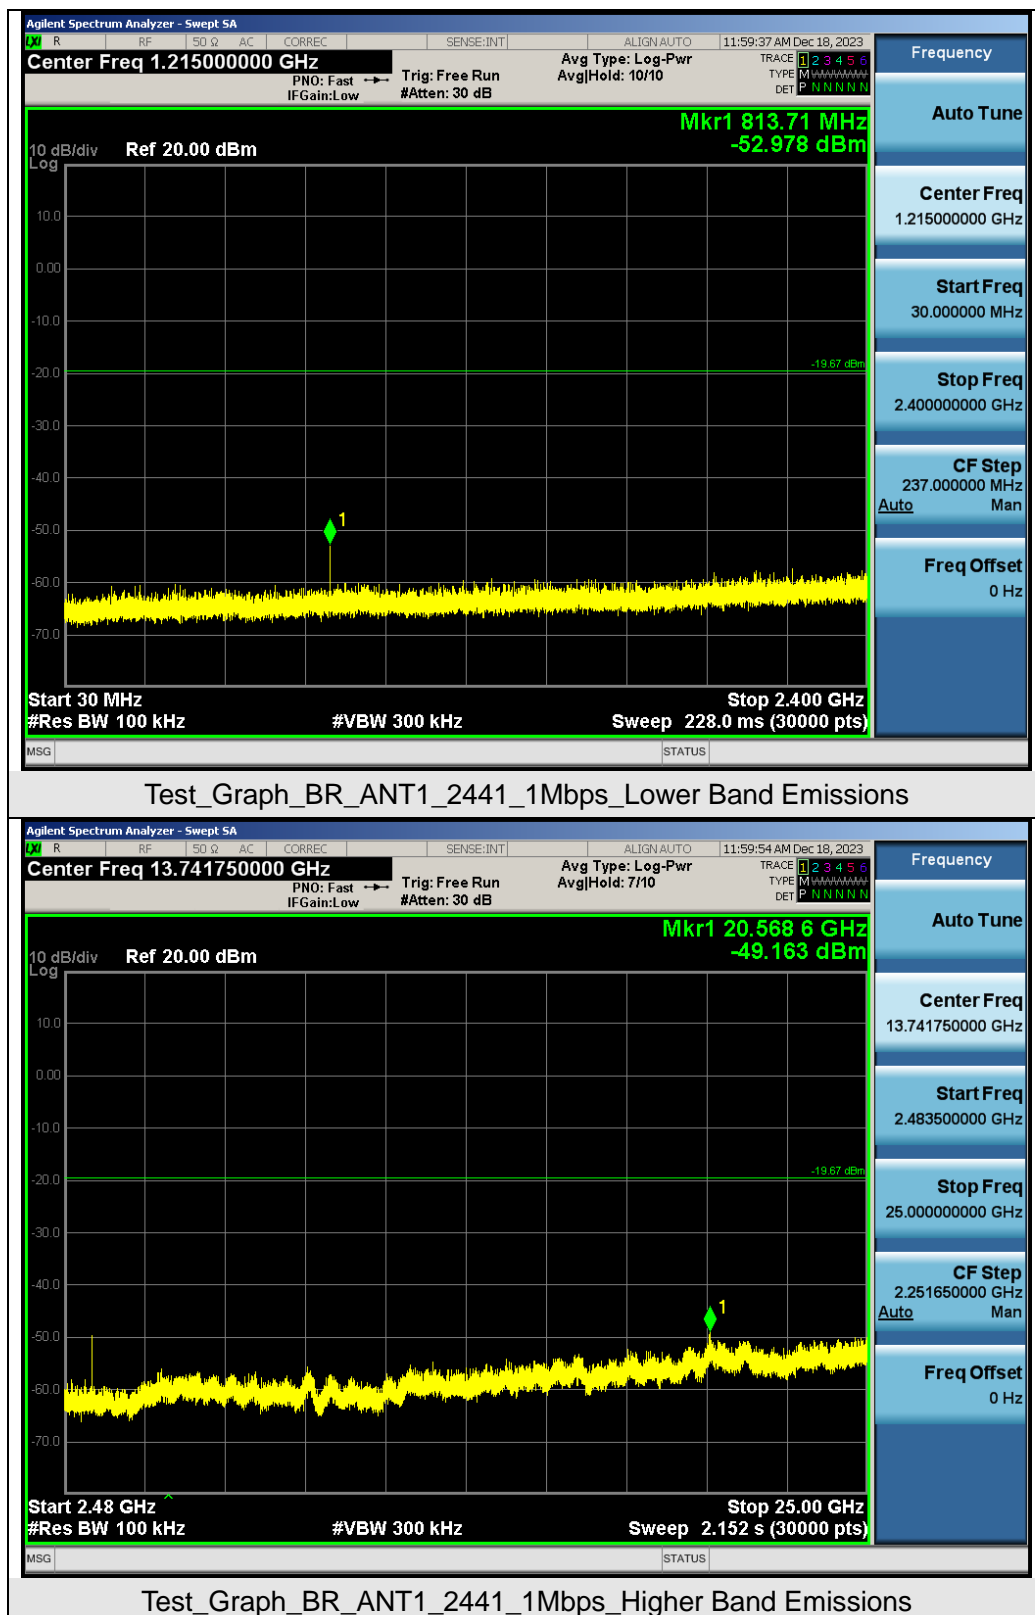 Agilent Spectrum Analyzer - Swept SA
LXI R RF 50 Ω AC CORREC SENSE:INT ALIGN AUTO 11:59:37 AM Dec 18, 2023
Center Freq 1.215000000 GHz
PNO: Fast
IFGain:Low
Trig: Free Run
#Atten: 30 dB
Avg Type: Log-Pwr
Avg|Hold: 10/10
TRACE 1 2 3 4 5 6
TYPE M
DET P N N N N N
Mkr1 813.71 MHz
-52.978 dBm
10 dB/div Ref 20.00 dBm
Log
10.0
0.00
-10.0
-19.67 dBm
-20.0
-30.0
-40.0
-50.0
1
-60.0
-70.0
Start 30 MHz Stop 2.400 GHz
#Res BW 100 kHz #VBW 300 kHz Sweep 228.0 ms (30000 pts)
MSG STATUS
Frequency
Auto Tune
Center Freq
1.215000000 GHz
Start Freq
30.000000 MHz
Stop Freq
2.400000000 GHz
CF Step
237.000000 MHz
Auto Man
Freq Offset
0 Hz
Test_Graph_BR_ANT1_2441_1Mbps_Lower Band Emissions
Agilent Spectrum Analyzer - Swept SA
LXI R RF 50 Ω AC CORREC SENSE:INT ALIGN AUTO 11:59:54 AM Dec 18, 2023
Center Freq 13.741750000 GHz
PNO: Fast
IFGain:Low
Trig: Free Run
#Atten: 30 dB
Avg Type: Log-Pwr
Avg|Hold: 7/10
TRACE 1 2 3 4 5 6
TYPE M
DET P N N N N N
Mkr1 20.568 6 GHz
-49.163 dBm
10 dB/div Ref 20.00 dBm
Log
10.0
0.00
-10.0
-19.67 dBm
-20.0
-30.0
-40.0
1
-50.0
-60.0
-70.0
Start 2.48 GHz Stop 25.00 GHz
#Res BW 100 kHz #VBW 300 kHz Sweep 2.152 s (30000 pts)
MSG STATUS
Frequency
Auto Tune
Center Freq
13.741750000 GHz
Start Freq
2.483500000 GHz
Stop Freq
25.000000000 GHz
CF Step
2.251650000 GHz
Auto Man
Freq Offset
0 Hz
Test_Graph_BR_ANT1_2441_1Mbps_Higher Band Emissions